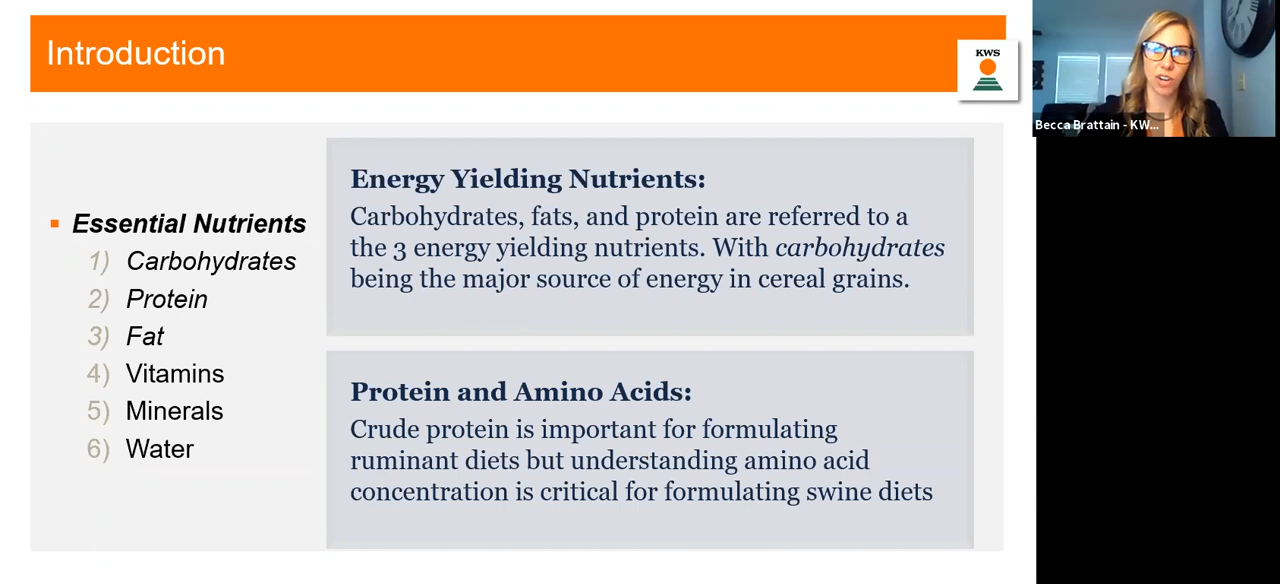 Introduction
KWS
Becca Brattain - KW...
▪ Essential Nutrients
1) Carbohydrates
2) Protein
3) Fat
4) Vitamins
5) Minerals
6) Water
Energy Yielding Nutrients:
Carbohydrates, fats, and protein are referred to a
the 3 energy yielding nutrients. With carbohydrates
being the major source of energy in cereal grains.
Protein and Amino Acids:
Crude protein is important for formulating
ruminant diets but understanding amino acid
concentration is critical for formulating swine diets